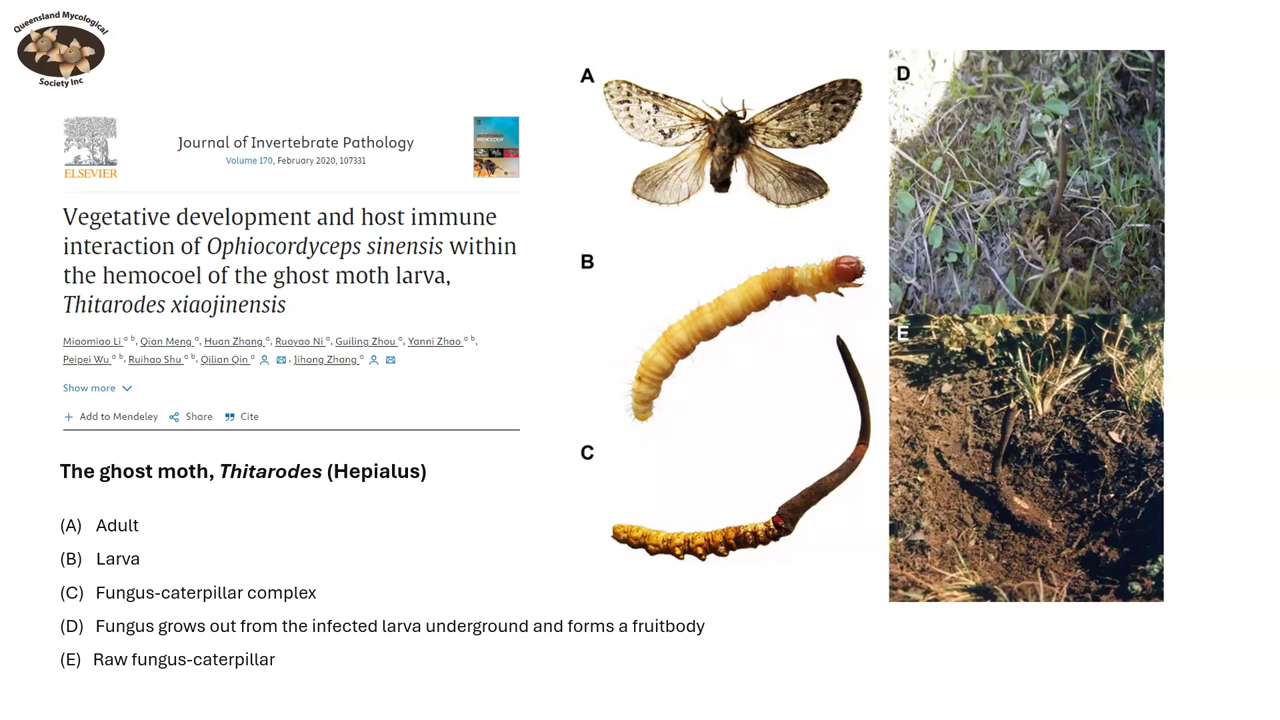 Queensland Mycological
Society Inc
ELSEVIER
Journal of Invertebrate Pathology
Volume 170, February 2020, 107331
Vegetative development and host immune
interaction of Ophiocordyceps sinensis within
the hemocoel of the ghost moth larva,
Thitarodes xiaojinensis
Miaomiao Li a b, Qian Meng a, Huan Zhang a, Ruoyao Ni a, Guiling Zhou a, Yanni Zhao a b,
Peipei Wu a b, Ruihao Shu a b, Qilian Qin a, Jihong Zhang a
Show more
Add to Mendeley Share Cite
The ghost moth, Thitarodes (Hepialus)
(A) Adult
(B) Larva
(C) Fungus-caterpillar complex
(D) Fungus grows out from the infected larva underground and forms a fruitbody
(E) Raw fungus-caterpillar
A
B
C
D
E